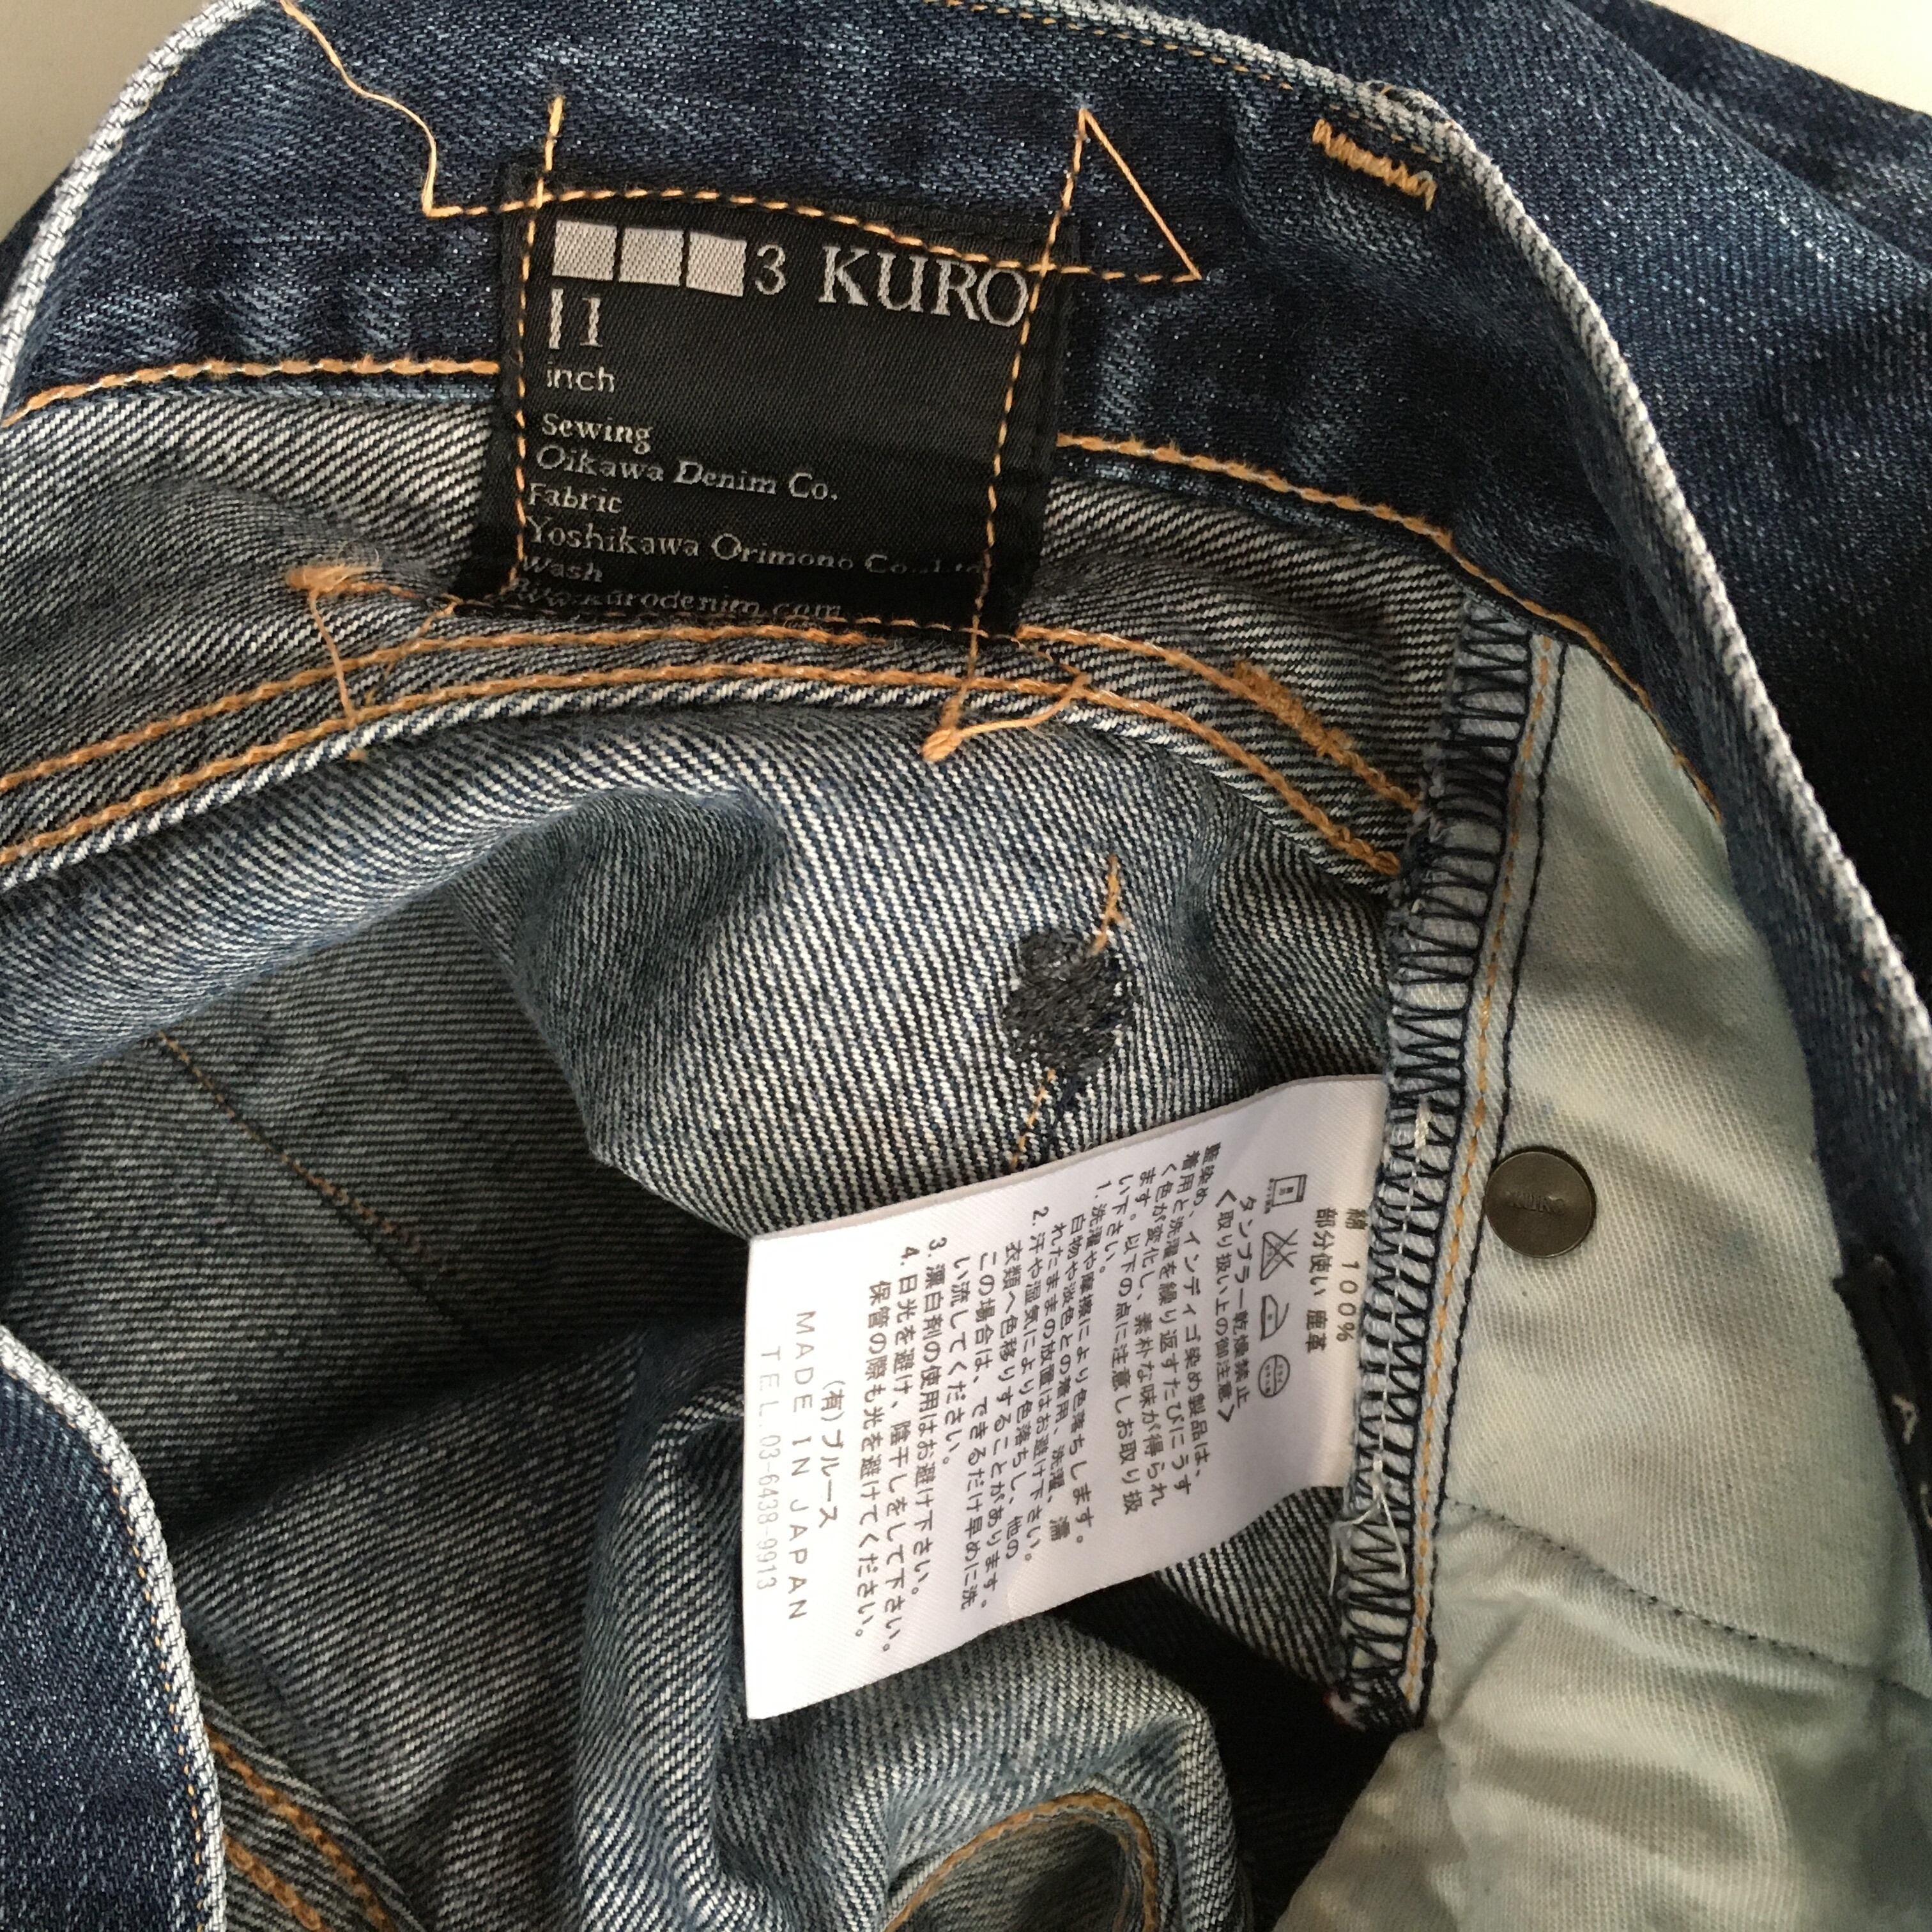 3 KURO
inch
Sewing
Oikawa Denim Co.
Fabric
Yoshikawa Orimono Co.,Ltd
Wash
綿 100%
部分使い 鹿革
タンブラー乾燥禁止
<取り扱い上の御注意>
藍染め、インディゴ染め製品は、
着用と洗濯を繰り返すたびにうす
く色が変化し、素朴な味が得られ
ます。以下の点に注意しお取り扱
い下さい。
1. 洗濯や摩擦により色落ちします。
白物や淡色との着用、洗濯、濡
れたままの放置はお避け下さい。
2. 汗や湿気により色落ちし、他の
衣類へ色移りすることがあります。
この場合は、できるだけ早めに洗
い流してください。
3. 漂白剤の使用はお避け下さい。
4. 日光を避け、陰干しをして下さい。
保管の際も光を避けてください。
(有)ブルース
MADE IN JAPAN
TEL.03-6438-9913